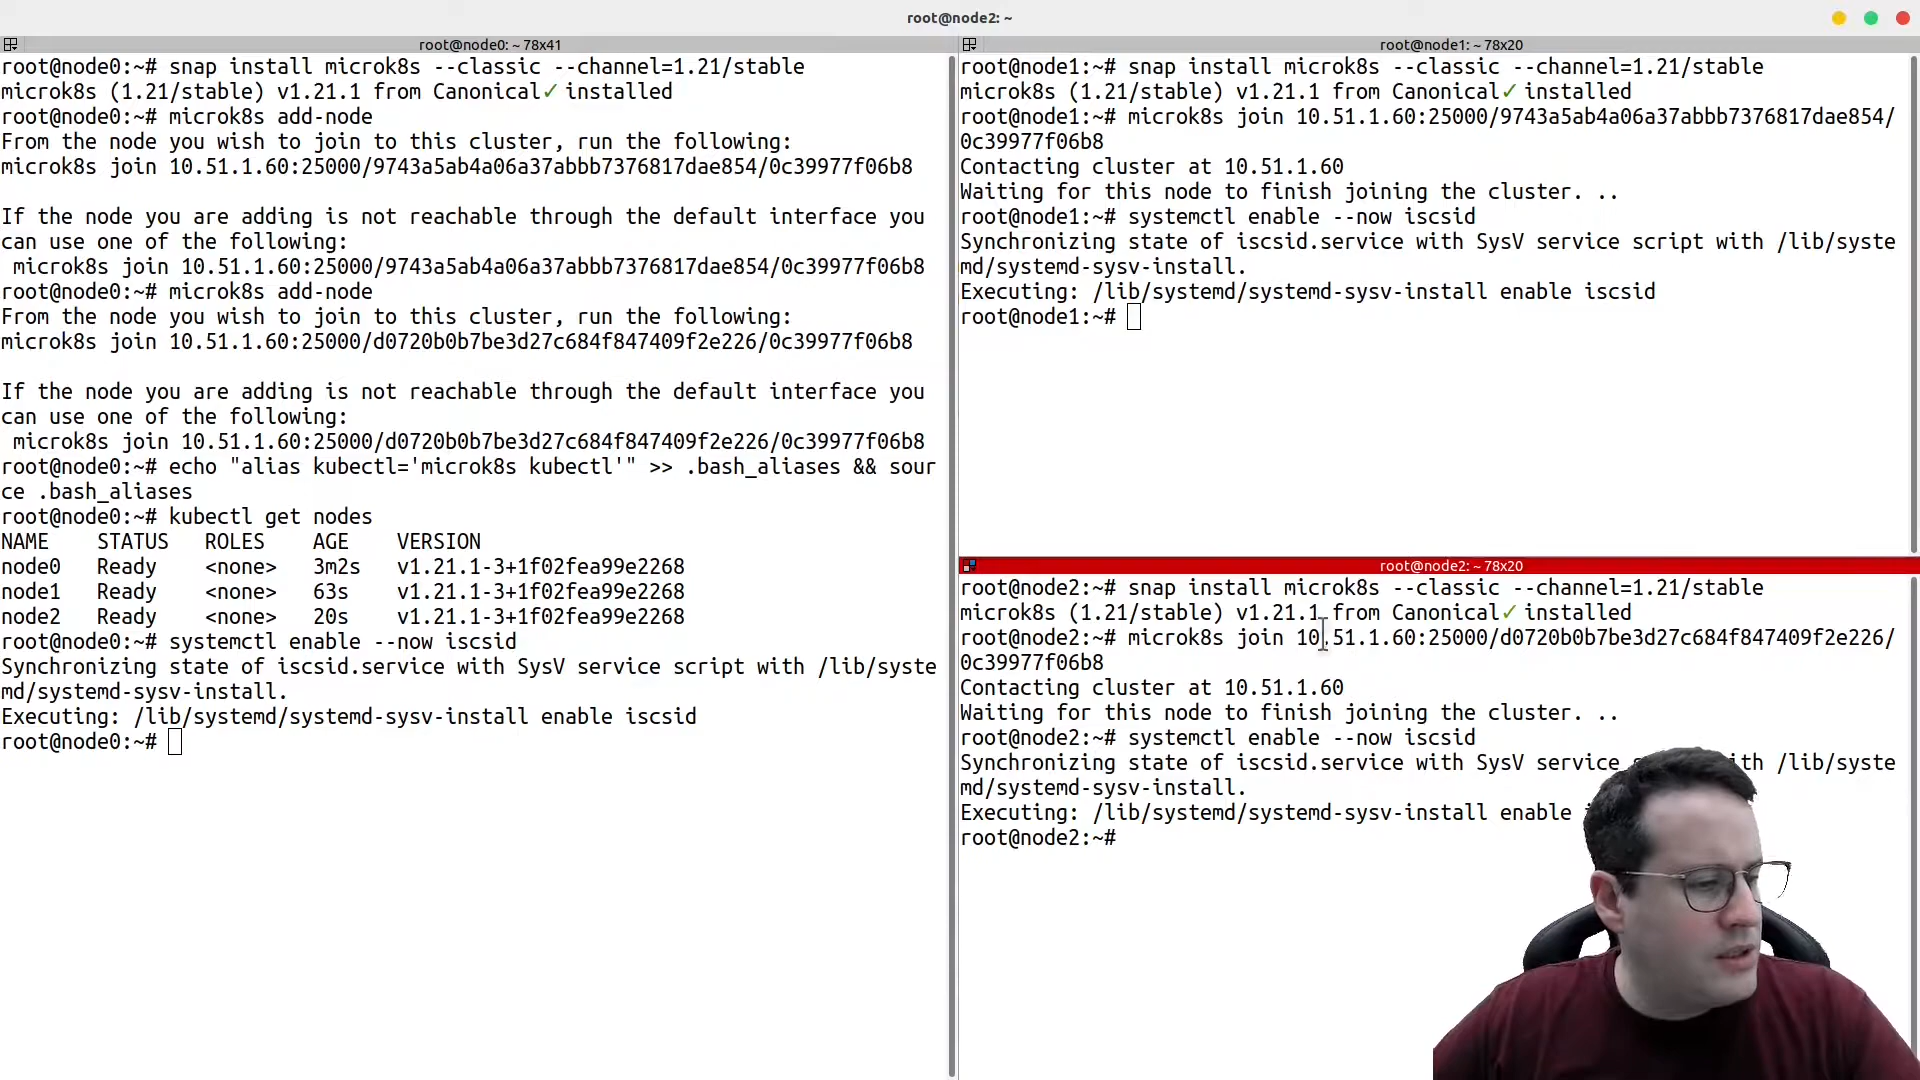 root@node2: ~
root@node0: ~ 78x41
root@node0:~# snap install microk8s --classic --channel=1.21/stable
microk8s (1.21/stable) v1.21.1 from Canonical✓ installed
root@node0:~# microk8s add-node
From the node you wish to join to this cluster, run the following:
microk8s join 10.51.1.60:25000/9743a5ab4a06a37abbb7376817dae854/0c39977f06b8
If the node you are adding is not reachable through the default interface you
can use one of the following:
microk8s join 10.51.1.60:25000/9743a5ab4a06a37abbb7376817dae854/0c39977f06b8
root@node0:~# microk8s add-node
From the node you wish to join to this cluster, run the following:
microk8s join 10.51.1.60:25000/d0720b0b7be3d27c684f847409f2e226/0c39977f06b8
If the node you are adding is not reachable through the default interface you
can use one of the following:
microk8s join 10.51.1.60:25000/d0720b0b7be3d27c684f847409f2e226/0c39977f06b8
root@node0:~# echo "alias kubectl='microk8s kubectl'" >> .bash_aliases && sour
ce .bash_aliases
root@node0:~# kubectl get nodes
NAME STATUS ROLES AGE VERSION
node0 Ready <none> 3m2s v1.21.1-3+1f02fea99e2268
node1 Ready <none> 63s v1.21.1-3+1f02fea99e2268
node2 Ready <none> 20s v1.21.1-3+1f02fea99e2268
root@node0:~# systemctl enable --now iscsid
Synchronizing state of iscsid.service with SysV service script with /lib/syste
md/systemd-sysv-install.
Executing: /lib/systemd/systemd-sysv-install enable iscsid
root@node0:~#
root@node1: ~ 78x20
root@node1:~# snap install microk8s --classic --channel=1.21/stable
microk8s (1.21/stable) v1.21.1 from Canonical✓ installed
root@node1:~# microk8s join 10.51.1.60:25000/9743a5ab4a06a37abbb7376817dae854/
0c39977f06b8
Contacting cluster at 10.51.1.60
Waiting for this node to finish joining the cluster. ..
root@node1:~# systemctl enable --now iscsid
Synchronizing state of iscsid.service with SysV service script with /lib/syste
md/systemd-sysv-install.
Executing: /lib/systemd/systemd-sysv-install enable iscsid
root@node1:~#
root@node2: ~ 78x20
root@node2:~# snap install microk8s --classic --channel=1.21/stable
microk8s (1.21/stable) v1.21.1 from Canonical✓ installed
root@node2:~# microk8s join 10.51.1.60:25000/d0720b0b7be3d27c684f847409f2e226/
0c39977f06b8
Contacting cluster at 10.51.1.60
Waiting for this node to finish joining the cluster. ..
root@node2:~# systemctl enable --now iscsid
Synchronizing state of iscsid.service with SysV service /lib/syste
md/systemd-sysv-install.
Executing: /lib/systemd/systemd-sysv-install enable
root@node2:~#